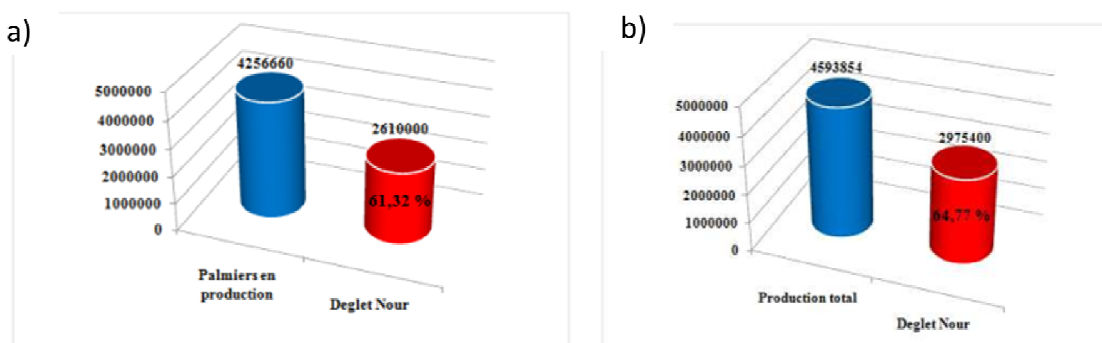 a)
4256660
2610000
61,32 %
5000000
4000000
3000000
2000000
1000000
0
Palmiers en
production
Deglet Nour
b)
4593854
2975400
64,77 %
5000000
4000000
3000000
2000000
1000000
0
Production total
Deglet Nour